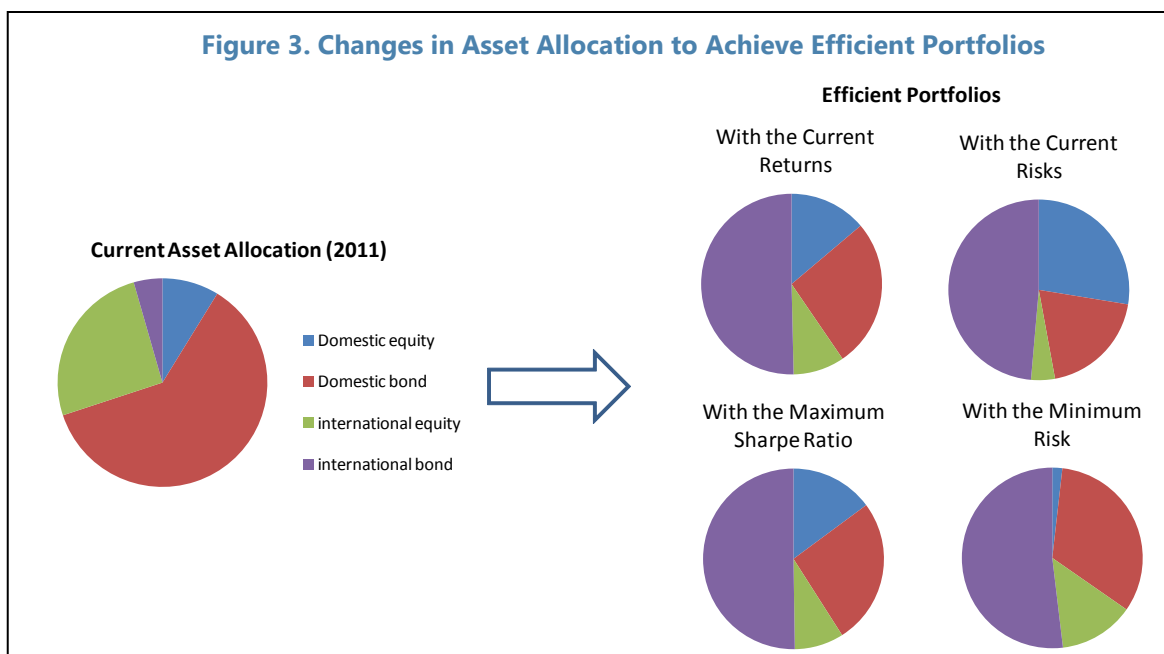 Figure 3. Changes in Asset Allocation to Achieve Efficient Portfolios
Current Asset Allocation (2011)
Domestic equity
Domestic bond
international equity
international bond
Efficient Portfolios
With the Current
Returns
With the Current
Risks
With the Maximum
Sharpe Ratio
With the Minimum
Risk